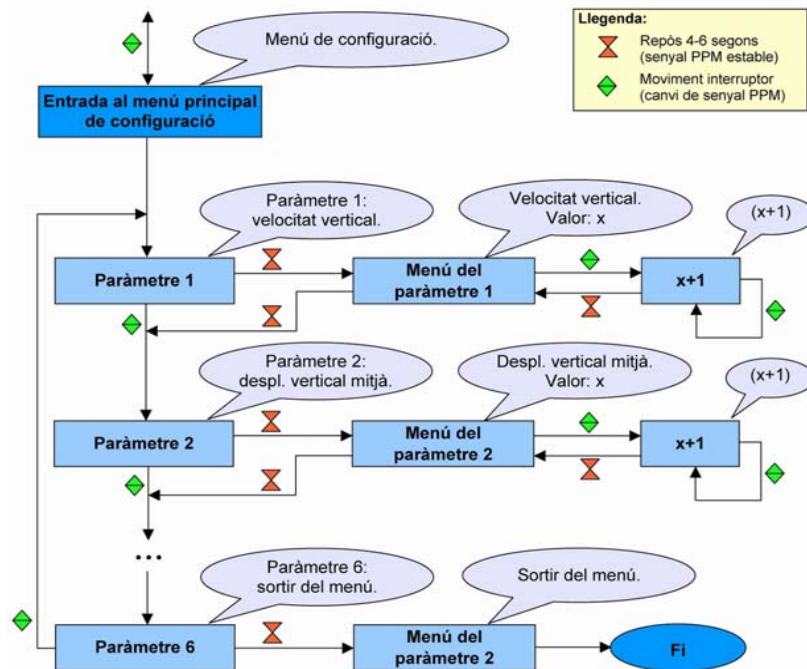 Menú de configuració.
Llegenda:
Repòs 4-6 segons
(senyal PPM estable)
Moviment interruptor
(canvi de senyal PPM)
Entrada al menú principal
de configuració
Paràmetre 1:
velocitat vertical.
Velocitat vertical.
Valor: x
(x+1)
Paràmetre 1
Menú del
paràmetre 1
x+1
Paràmetre 2:
despl. vertical mitjà.
Despl. vertical mitjà.
Valor: x
(x+1)
Paràmetre 2
Menú del
paràmetre 2
x+1
...
Paràmetre 6:
sortir del menú.
Sortir del menú.
Paràmetre 6
Menú del
paràmetre 2
Fi